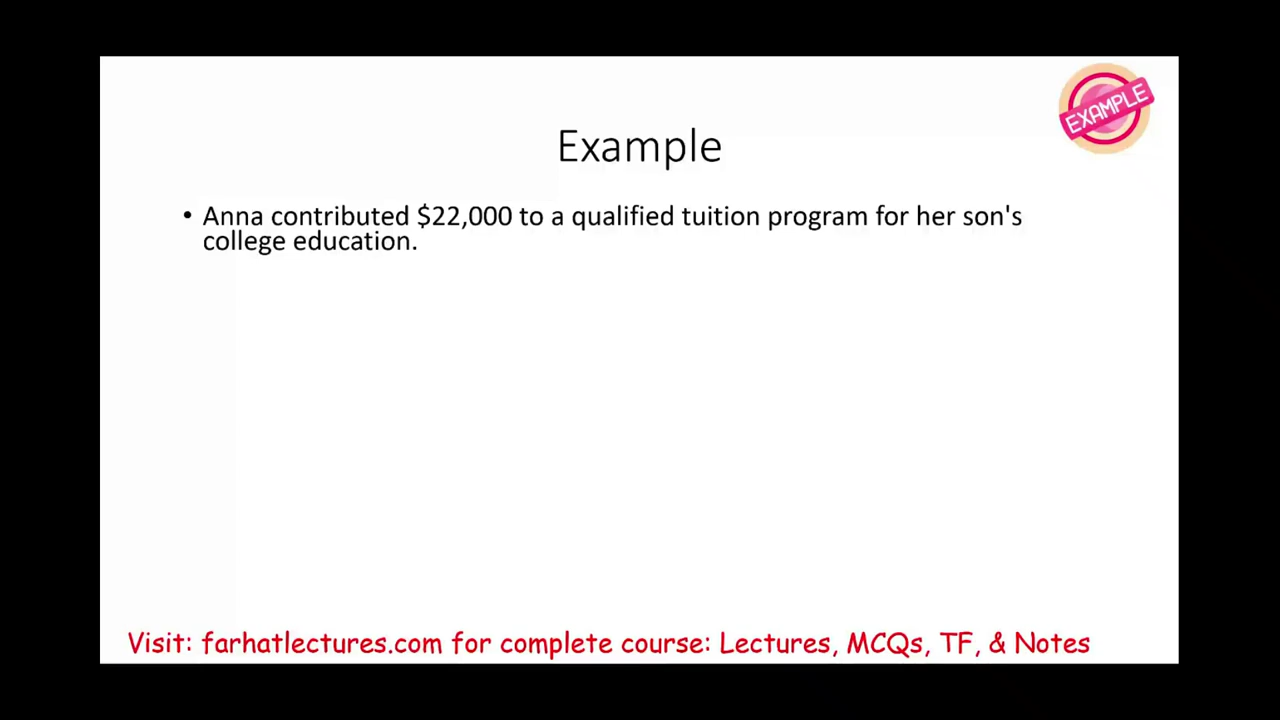 EXAMPLE
Example
• Anna contributed $22,000 to a qualified tuition program for her son's
college education.
Visit: farhatlectures.com for complete course: Lectures, MCQs, TF, & Notes